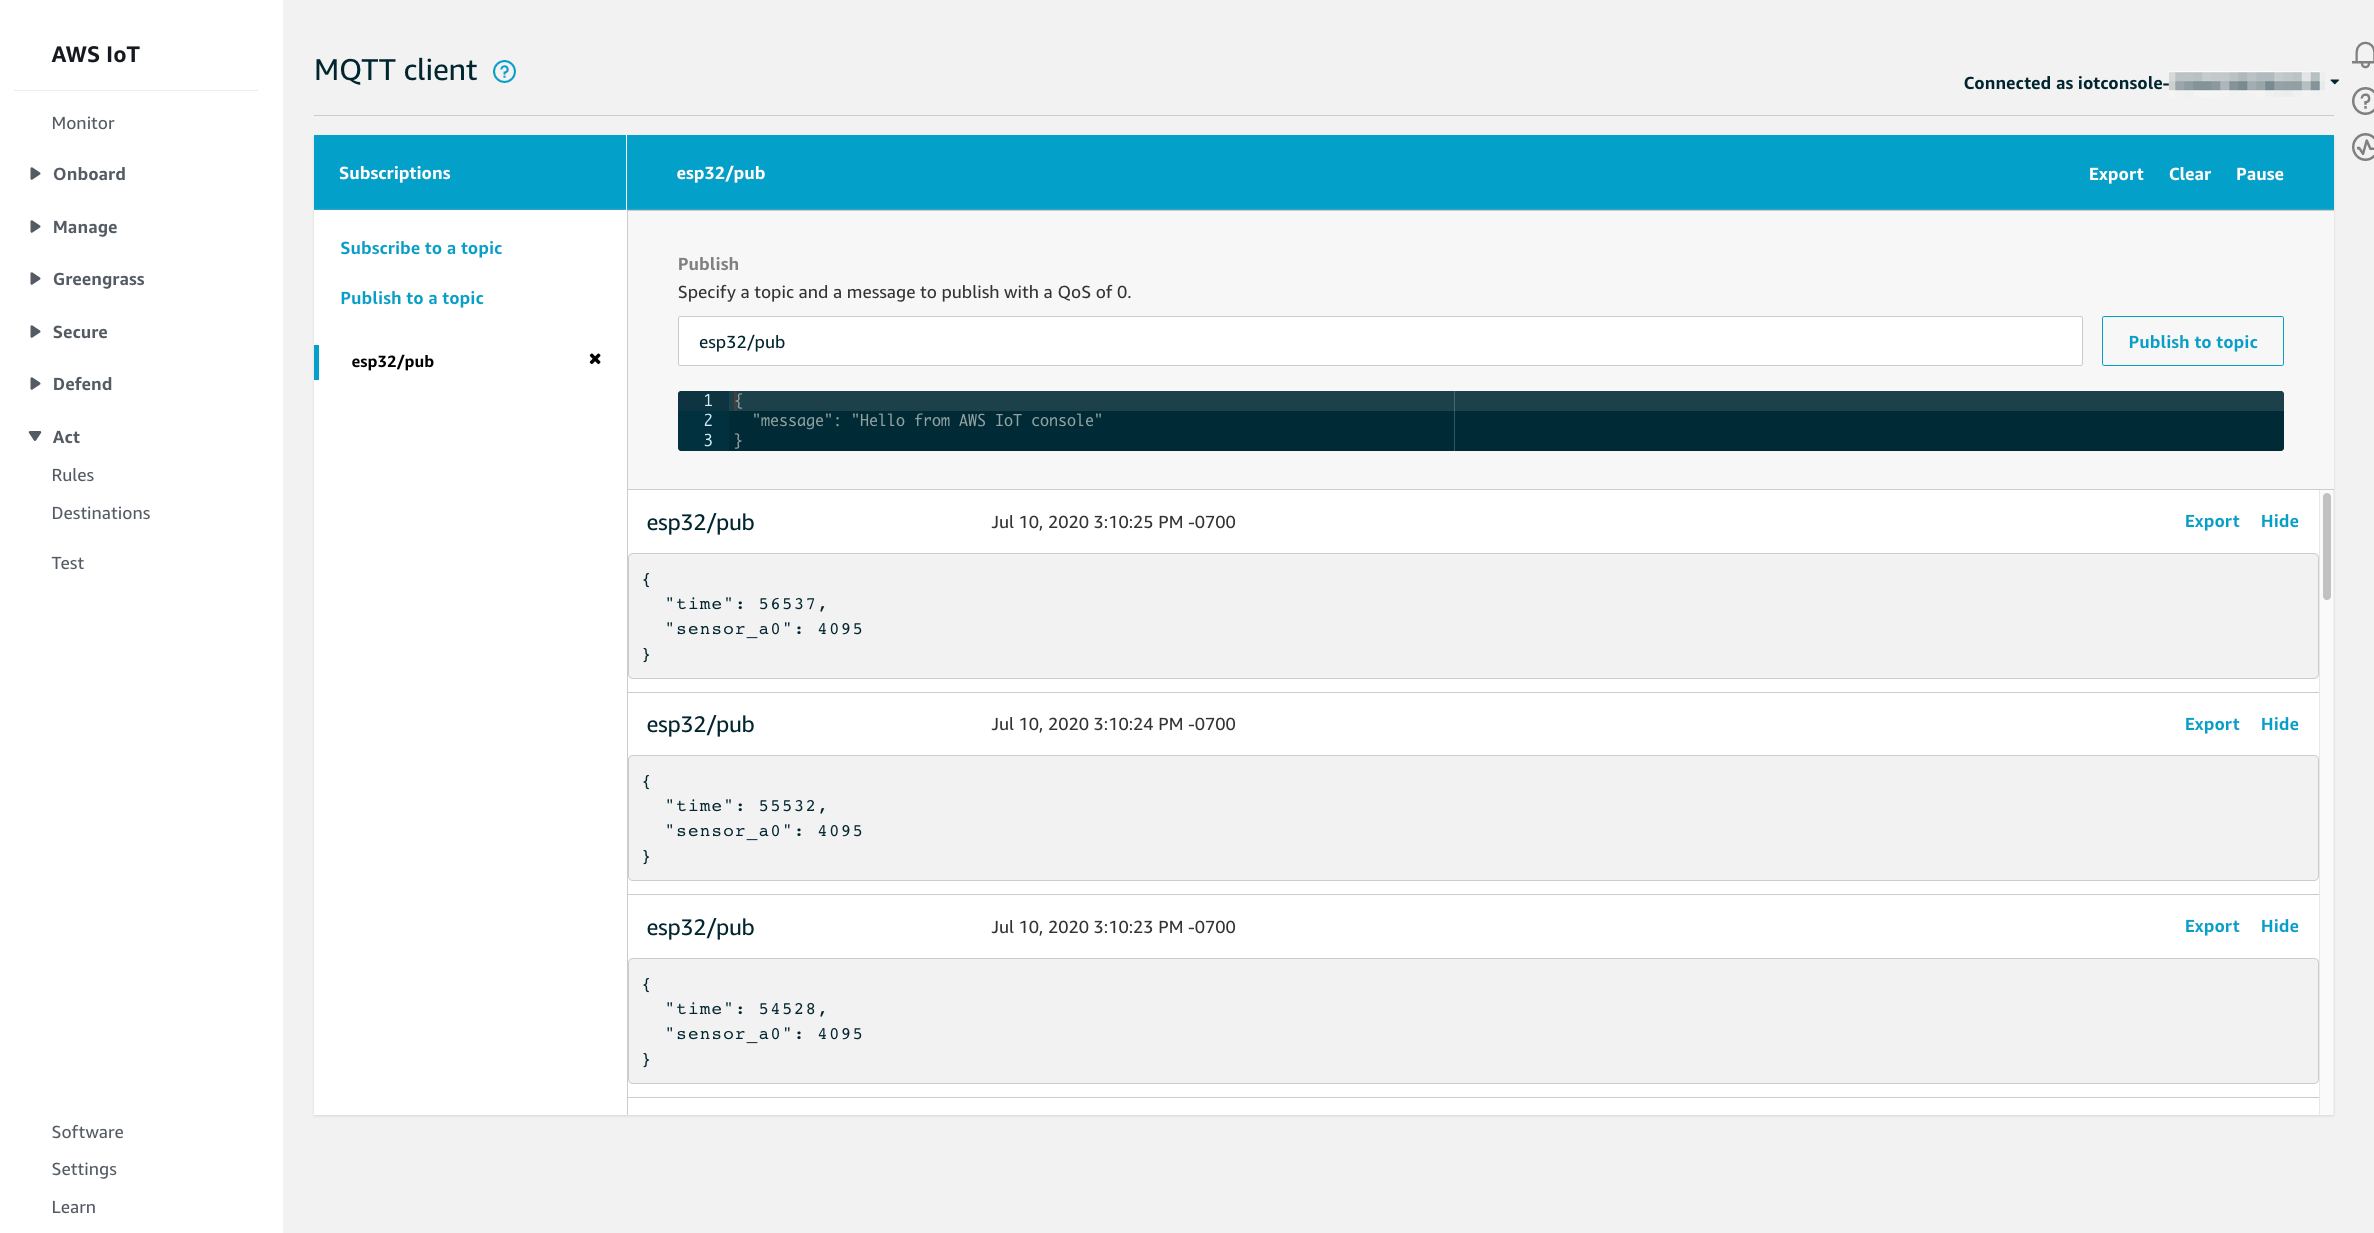 AWS IoT
Monitor
Onboard
Manage
Greengrass
Secure
Defend
Act
Rules
Destinations
Test
Software
Settings
Learn
MQTT client ?
Connected as iotconsole-
Subscriptions
Subscribe to a topic
Publish to a topic
esp32/pub
esp32/pub
Export Clear Pause
Publish
Specify a topic and a message to publish with a QoS of 0.
esp32/pub
Publish to topic
1 {
2 "message": "Hello from AWS IoT console"
3 }
esp32/pub Jul 10, 2020 3:10:25 PM -0700 Export Hide
{
"time": 56537,
"sensor_a0": 4095
}
esp32/pub Jul 10, 2020 3:10:24 PM -0700 Export Hide
{
"time": 55532,
"sensor_a0": 4095
}
esp32/pub Jul 10, 2020 3:10:23 PM -0700 Export Hide
{
"time": 54528,
"sensor_a0": 4095
}